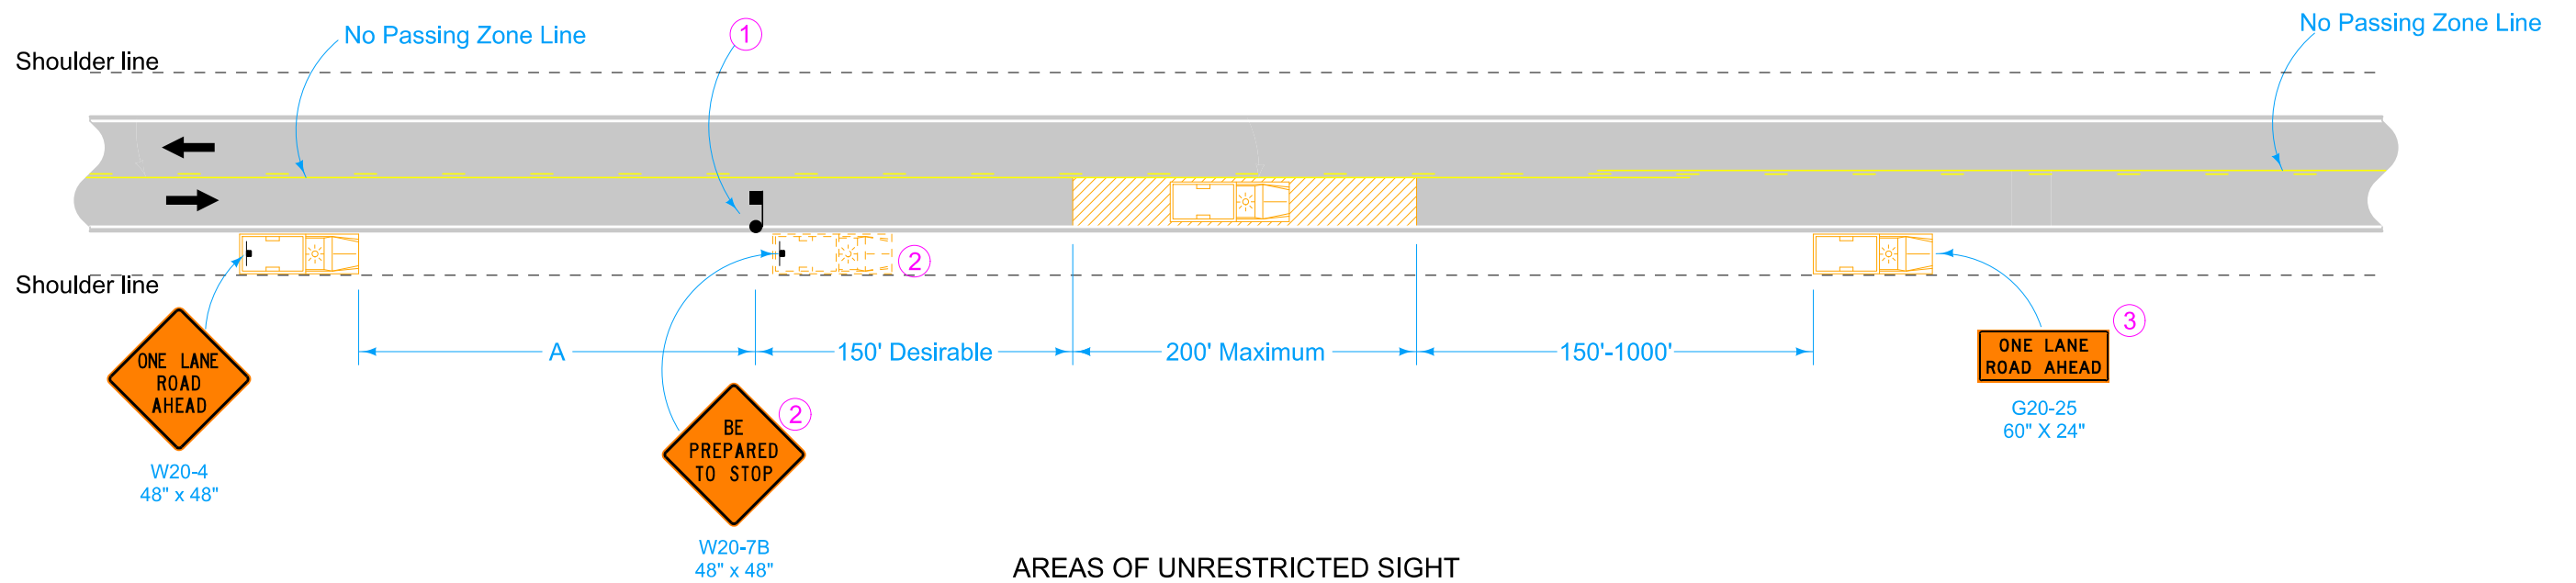 No Passing Zone Line
1
No Passing Zone Line
Shoulder line
2
Shoulder line
A
150' Desirable
200' Maximum
150'-1000'
ONE LANE
ROAD
AHEAD
W20-4
48" x 48"
BE
PREPARED
TO STOP
2
W20-7B
48" x 48"
ONE LANE
ROAD AHEAD
3
G20-25
60" X 24"
AREAS OF UNRESTRICTED SIGHT